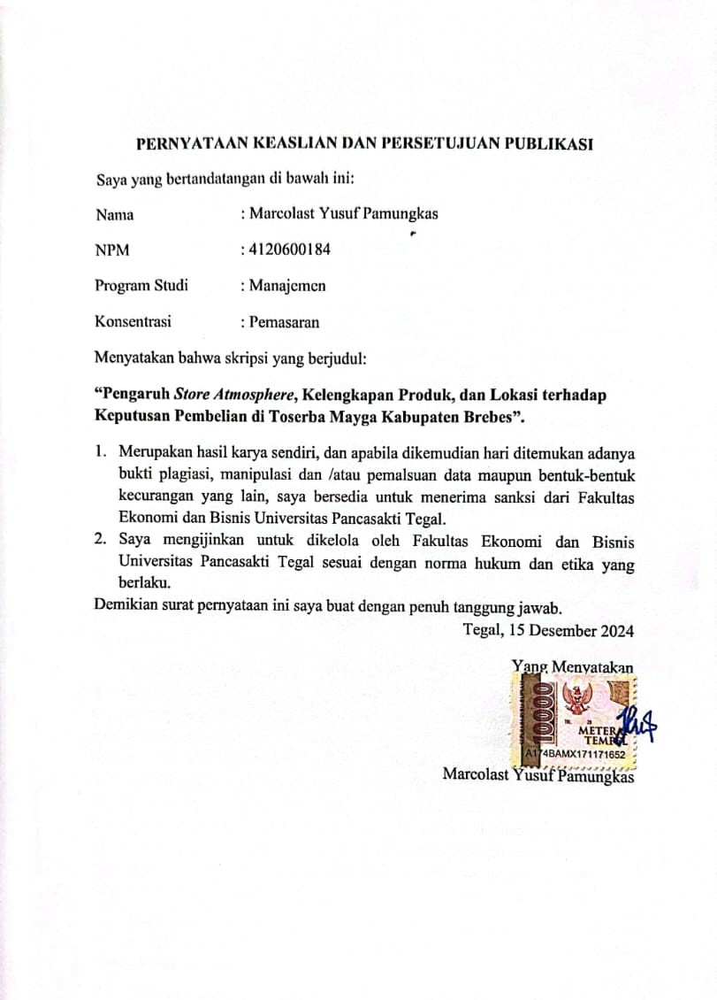 PERNYATAAN KEASLIAN DAN PERSETUJUAN PUBLIKASI
Saya yang bertandatangan di bawah ini:
Nama : Marcolast Yusuf Pamungkas
NPM : 4120600184
Program Studi : Manajemen
Konsentrasi : Pemasaran
Menyatakan bahwa skripsi yang berjudul:
“Pengaruh Store Atmosphere, Kelengkapan Produk, dan Lokasi terhadap
Keputusan Pembelian di Toserba Mayga Kabupaten Brebes”.
1. Merupakan hasil karya sendiri, dan apabila dikemudian hari ditemukan adanya
bukti plagiasi, manipulasi dan /atau pemalsuan data maupun bentuk-bentuk
kecurangan yang lain, saya bersedia untuk menerima sanksi dari Fakultas
Ekonomi dan Bisnis Universitas Pancasakti Tegal.
2. Saya mengijinkan untuk dikelola oleh Fakultas Ekonomi dan Bisnis
Universitas Pancasakti Tegal sesuai dengan norma hukum dan etika yang
berlaku.
Demikian surat pernyataan ini saya buat dengan penuh tanggung jawab.
Tegal, 15 Desember 2024
Yang Menyatakan
10000
METERA
TEMPEL
A174BAMX171171652
Marcolast Yusuf Pamungkas